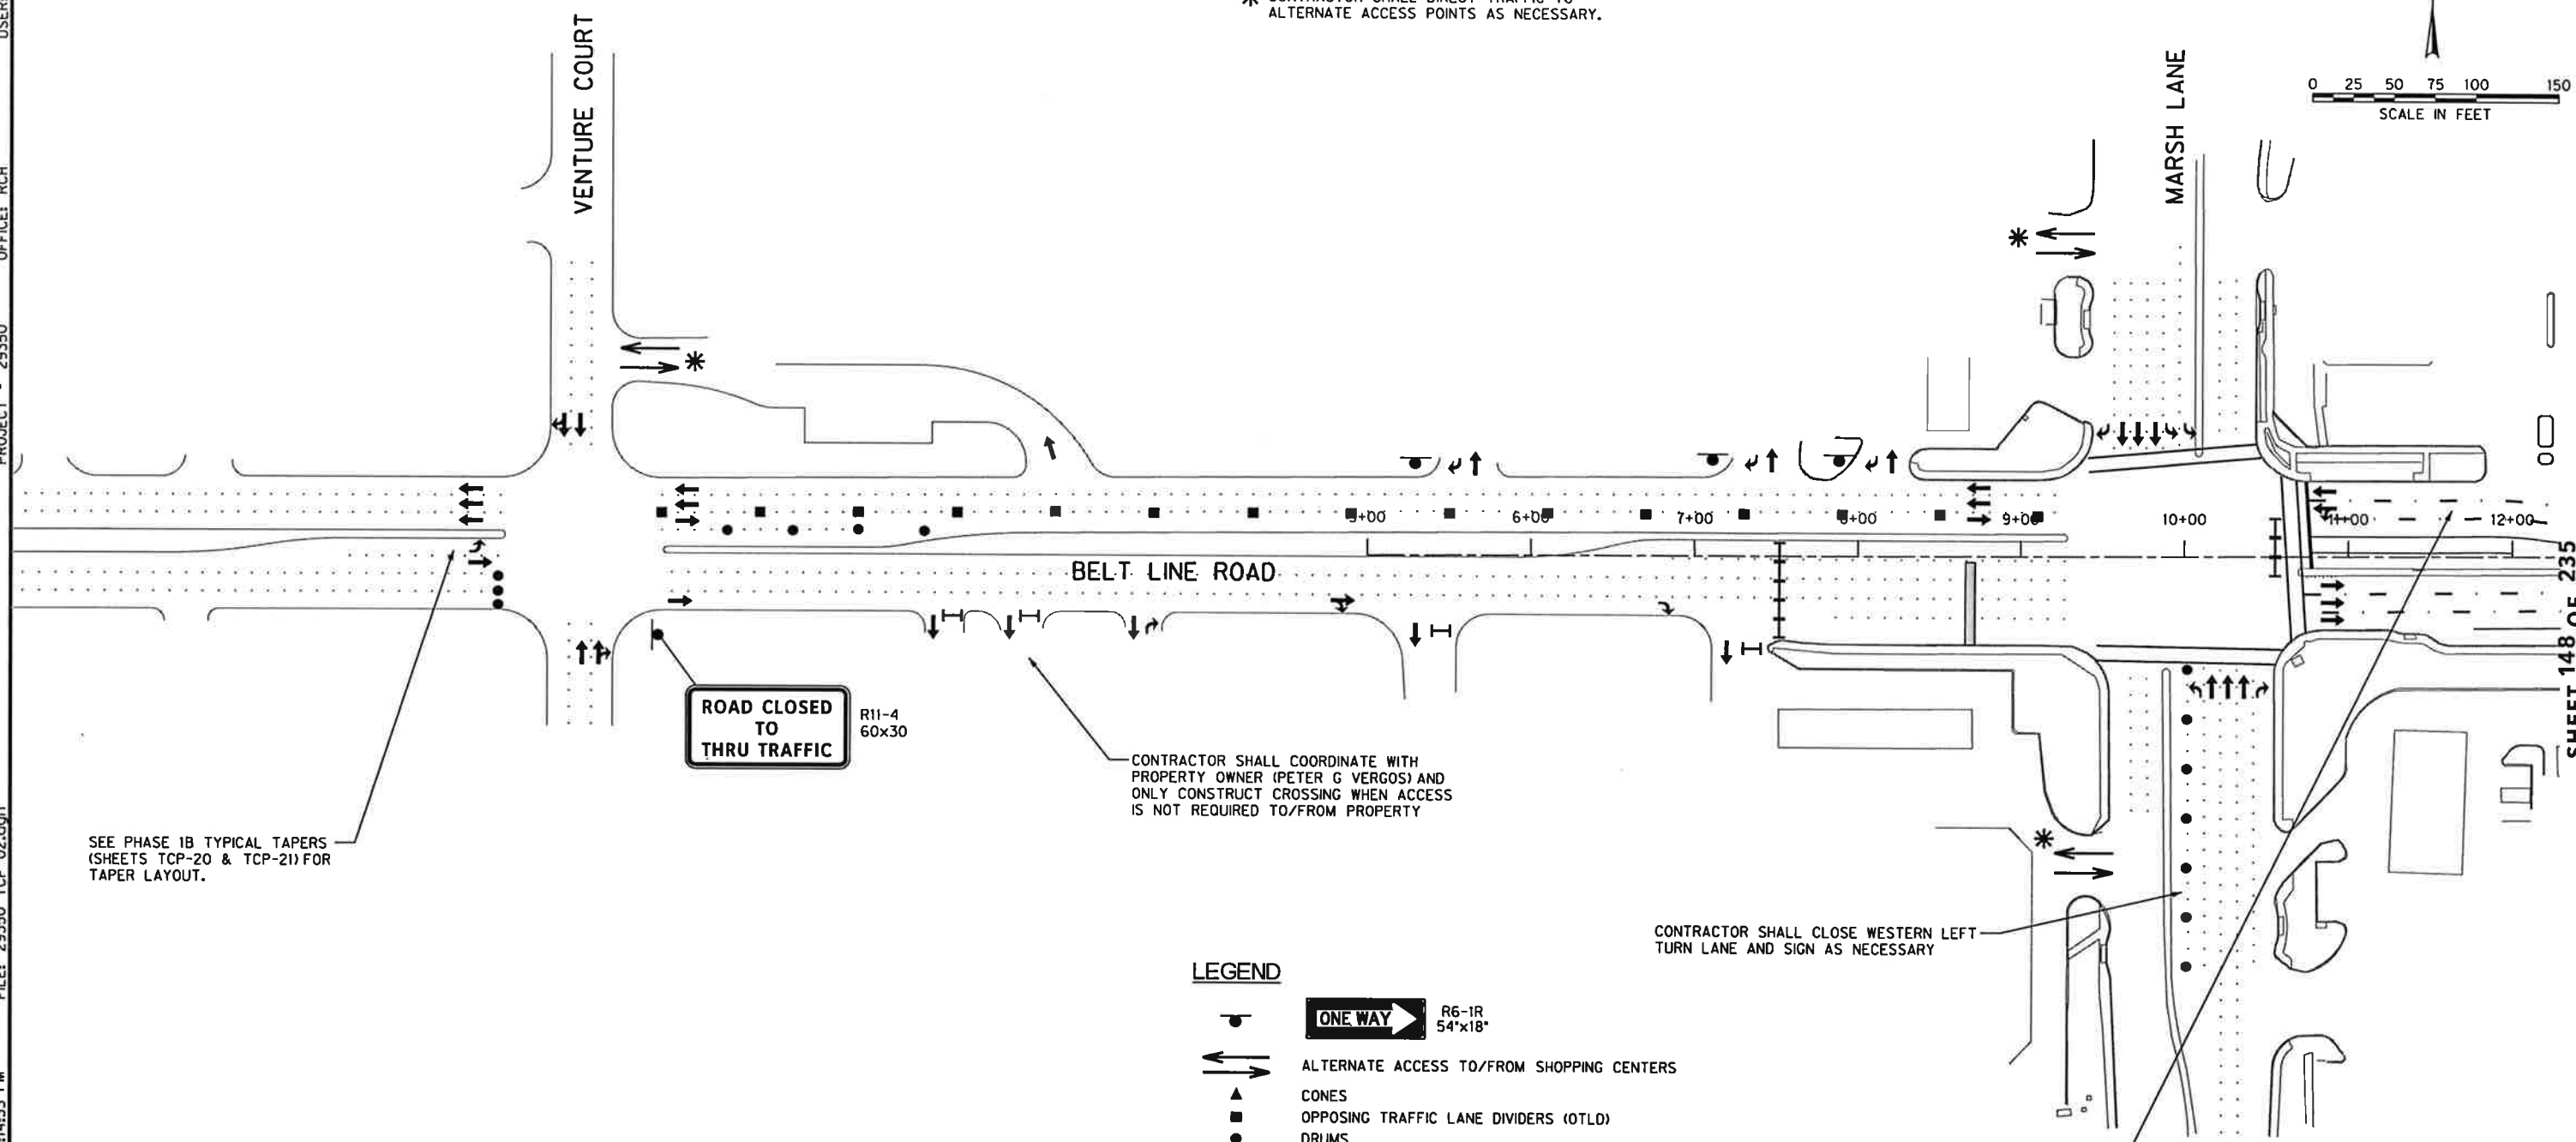 ALTERNATE ACCESS POINTS AS NECESSARY.
VENTURE COURT
MARSH LANE
0 25 50 75 100 150
SCALE IN FEET
5+00 6+00 7+00 8+00 9+00 10+00 11+00 12+00
BELT LINE ROAD
ROAD CLOSED
TO
THRU TRAFFIC
R11-4
60x30
CONTRACTOR SHALL COORDINATE WITH
PROPERTY OWNER (PETER G VERGOS) AND
ONLY CONSTRUCT CROSSING WHEN ACCESS
IS NOT REQUIRED TO/FROM PROPERTY
SEE PHASE 1B TYPICAL TAPERS
(SHEETS TCP-20 & TCP-21) FOR
TAPER LAYOUT.
CONTRACTOR SHALL CLOSE WESTERN LEFT
TURN LANE AND SIGN AS NECESSARY
LEGEND
ONE WAY
R6-1R
54"x18"
ALTERNATE ACCESS TO/FROM SHOPPING CENTERS
CONES
OPPOSING TRAFFIC LANE DIVIDERS (OTLD)
DRUMS
SHEET 148 OF 235
OFFICE: RCH
PROJECT - 29350